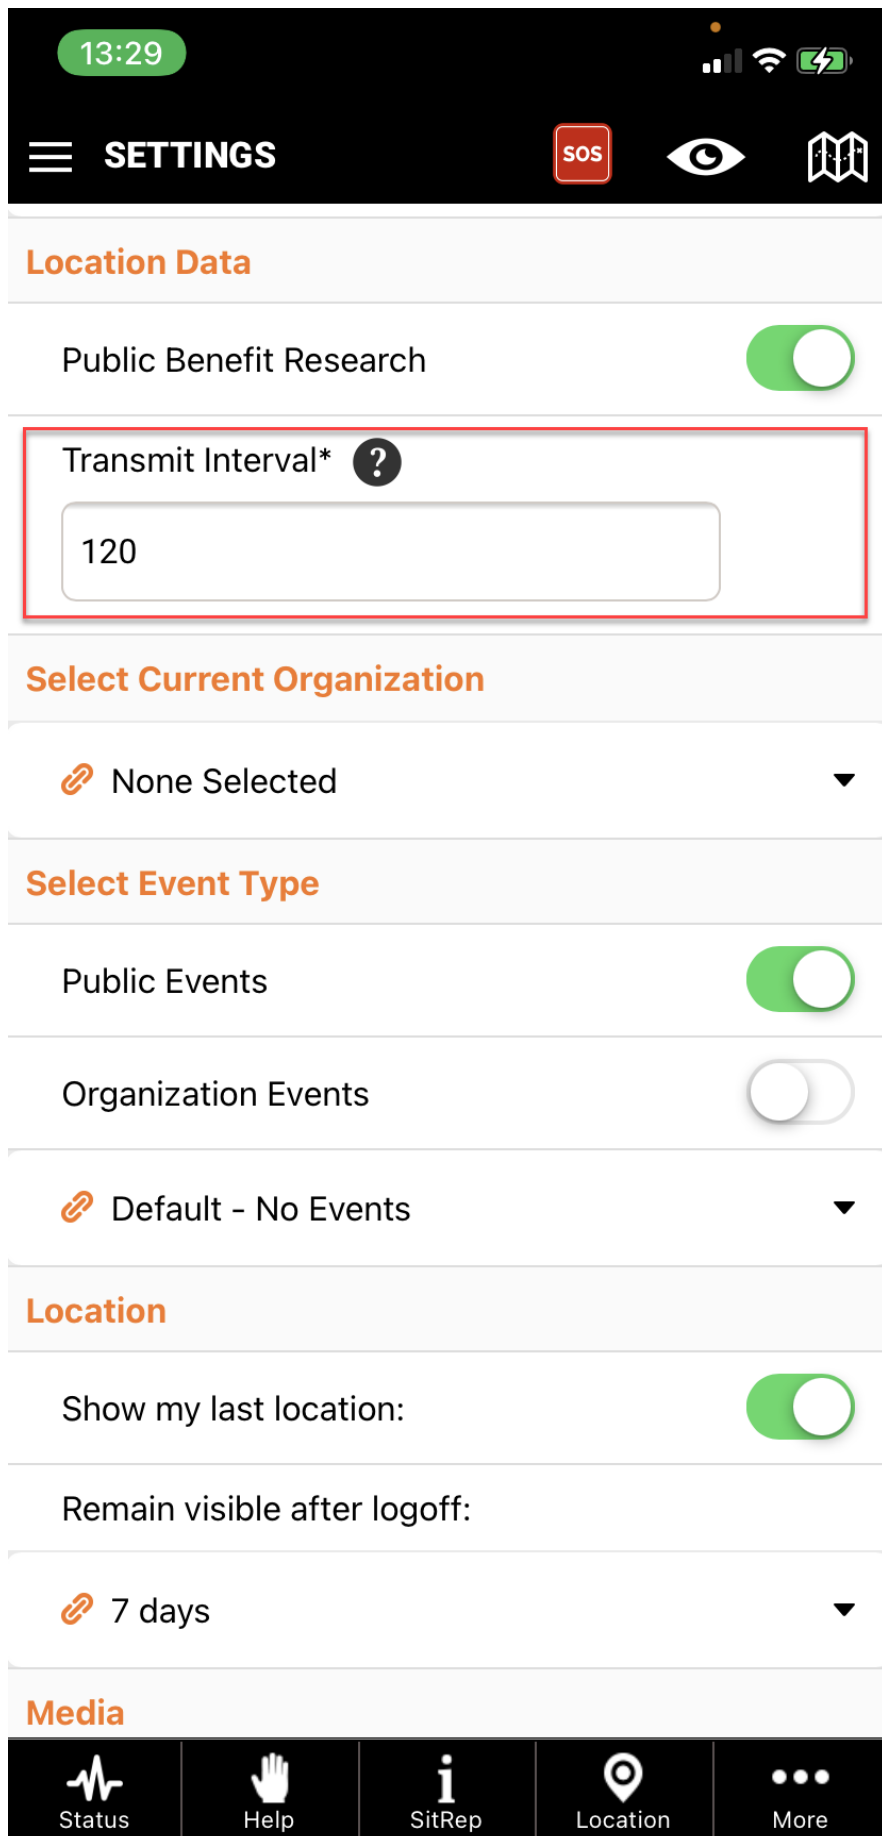 13:29
SETTINGS
SOS
Location Data
Public Benefit Research
Transmit Interval* ?
120
Select Current Organization
None Selected
Select Event Type
Public Events
Organization Events
Default - No Events
Location
Show my last location:
Remain visible after logoff:
7 days
Media
Status Help SitRep Location More